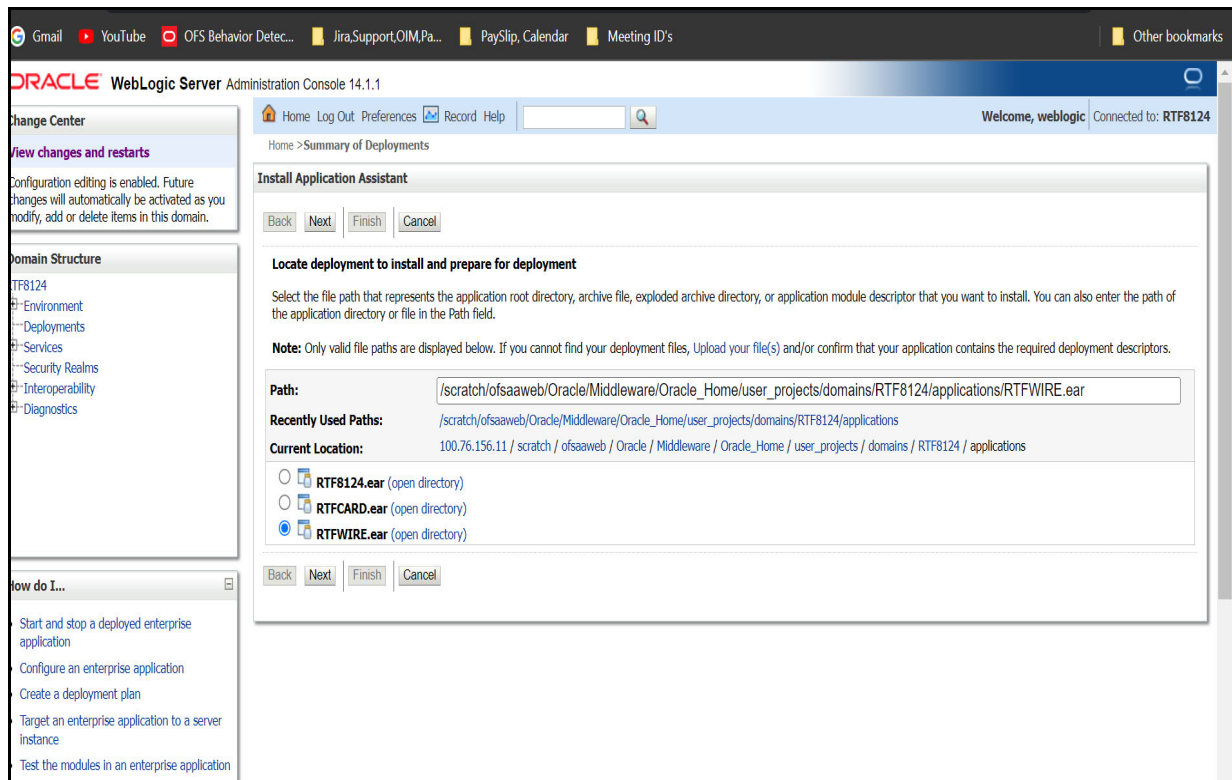 Gmail YouTube OFS Behavior Detec... Jira,Support,OIM,Pa... PaySlip, Calendar Meeting ID's Other bookmarks
ORACLE WebLogic Server Administration Console 14.1.1
Change Center
View changes and restarts
Configuration editing is enabled. Future
changes will automatically be activated as you
modify, add or delete items in this domain.
Domain Structure
TF8124
Environment
Deployments
Services
Security Realms
Interoperability
Diagnostics
How do I...
Start and stop a deployed enterprise
application
Configure an enterprise application
Create a deployment plan
Target an enterprise application to a server
instance
Test the modules in an enterprise application
Home Log Out Preferences Record Help
Welcome, weblogic Connected to: RTF8124
Home >Summary of Deployments
Install Application Assistant
Back Next Finish Cancel
Locate deployment to install and prepare for deployment
Select the file path that represents the application root directory, archive file, exploded archive directory, or application module descriptor that you want to install. You can also enter the path of
the application directory or file in the Path field.
Note: Only valid file paths are displayed below. If you cannot find your deployment files, Upload your file(s) and/or confirm that your application contains the required deployment descriptors.
Path: /scratch/ofsaaweb/Oracle/Middleware/Oracle_Home/user_projects/domains/RTF8124/applications/RTFWIRE.ear
Recently Used Paths: /scratch/ofsaaweb/Oracle/Middleware/Oracle_Home/user_projects/domains/RTF8124/applications
Current Location: 100.76.156.11 / scratch / ofsaaweb / Oracle / Middleware / Oracle_Home / user_projects / domains / RTF8124 / applications
RTF8124.ear (open directory)
RTFCARD.ear (open directory)
RTFWIRE.ear (open directory)
Back Next Finish Cancel